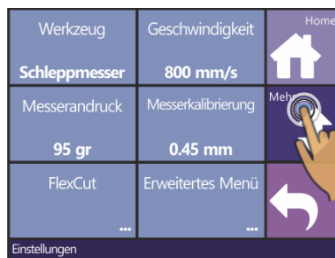 Werkzeug
Schleppmesser
Geschwindigkeit
800 mm/s
Home
Messerandruck
95 gr
Messerkalibrierung
0.45 mm
FlexCut
...
Erweitertes Menü
...
Einstellungen